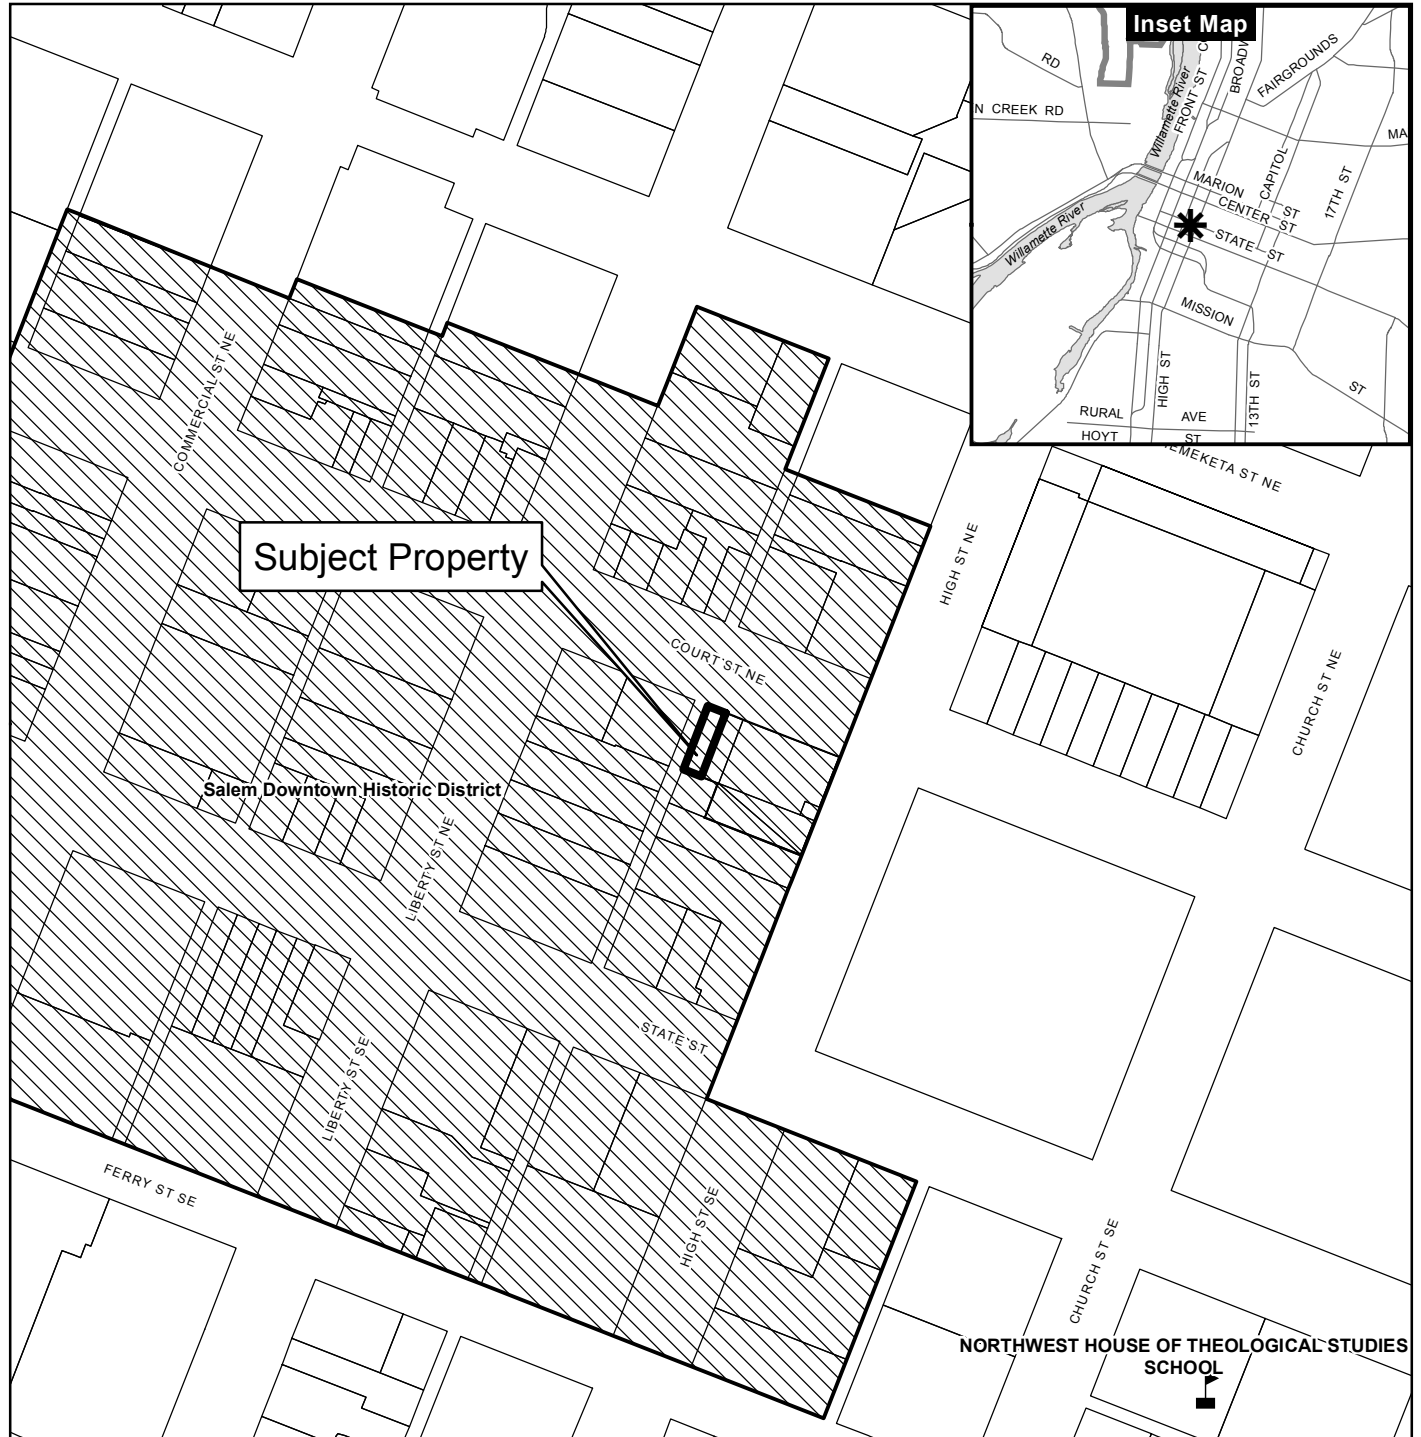 Inset Map
RD
N CREEK RD
Willamette River
FRONT ST
BROADW
FAIRGROUNDS
MA
CAPITOL
17TH ST
MARION ST
CENTER ST
STATE ST
Willamette River
MISSION
ST
HIGH ST
13TH ST
RURAL AVE
HOYT ST
EMEKETA ST NE
COMMERCIAL ST NE
Subject Property
HIGH ST NE
COURT ST NE
CHURCH ST NE
Salem Downtown Historic District
LIBERTY ST NE
STATE ST
LIBERTY ST SE
FERRY ST SE
HIGH ST SE
CHURCH ST SE
NORTHWEST HOUSE OF THEOLOGICAL STUDIES
SCHOOL